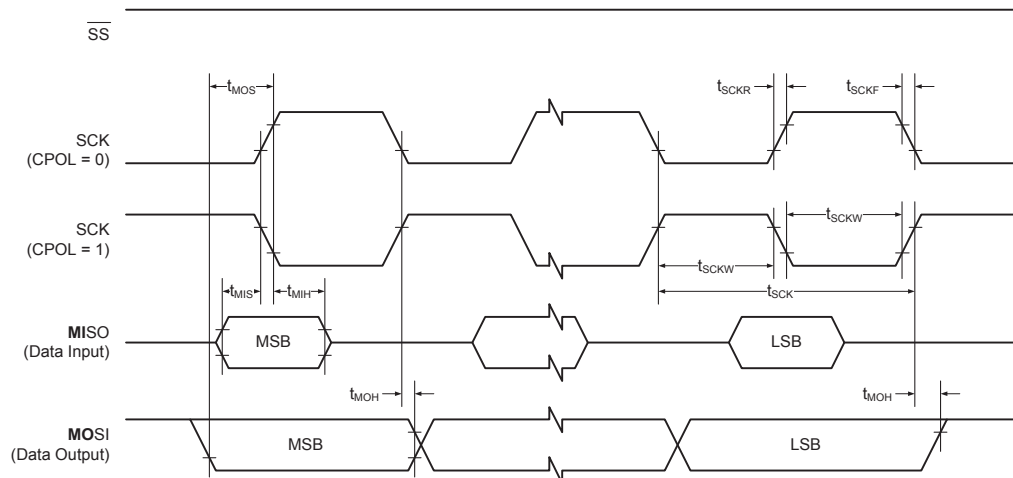 SS
tMOS
tSCKR
tSCKF
SCK
(CPOL = 0)
SCK
(CPOL = 1)
tSCKW
tSCKW
tMIS
tMIH
tSCK
MISO
(Data Input)
MSB
LSB
tMOH
tMOH
MOSI
(Data Output)
MSB
LSB